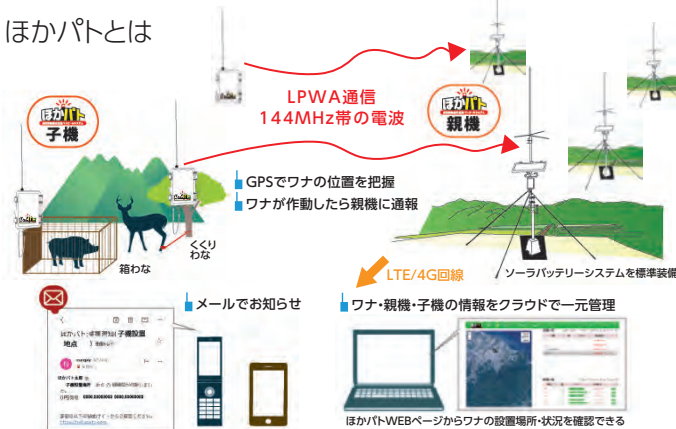 ほかパトとは
LPWA通信
144MHz帯の電波
ほかパト
子機
ほかパト
親機
GPSでワナの位置を把握
ワナが作動したら親機に通報
くくり
わな
箱わな
LTE/4G回線
ソーラバッテリーシステムを標準装備
メールでお知らせ
ワナ・親機・子機の情報をクラウドで一元管理
子機設置
地点
ほかパトWEBページからワナの設置場所・状況を確認できる